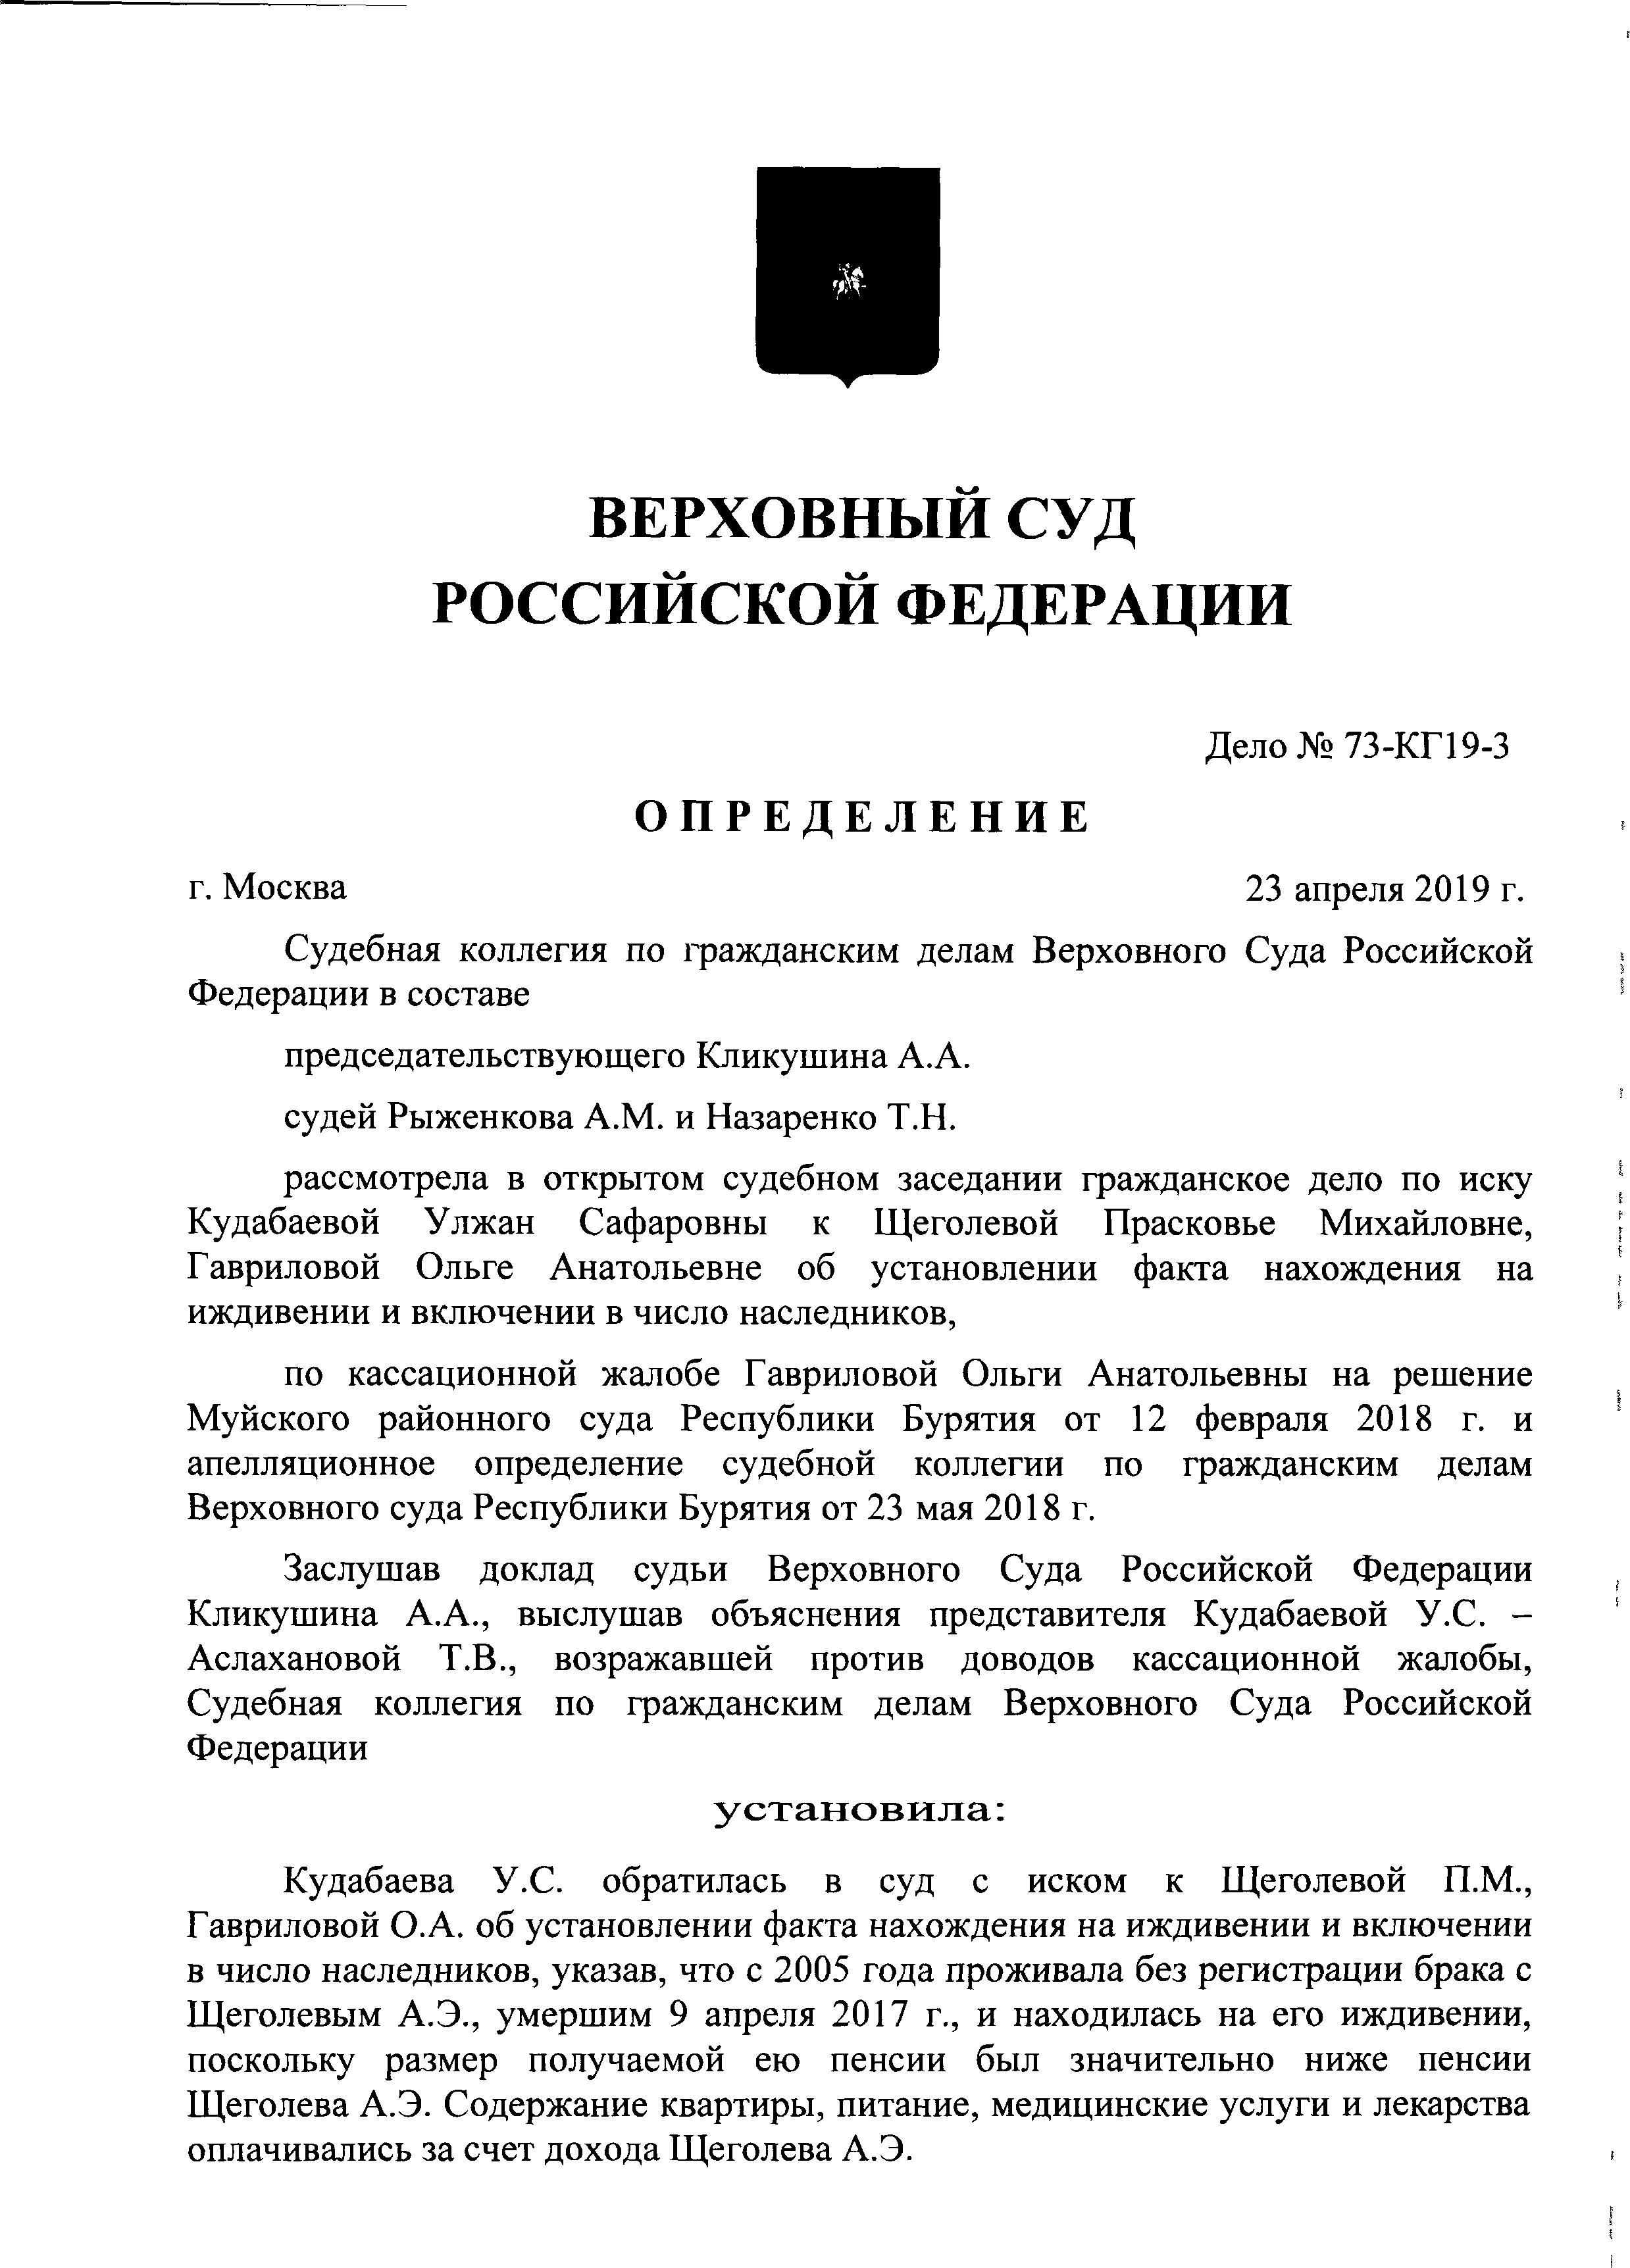 ВЕРХОВНЫЙ СУД
РОССИЙСКОЙ ФЕДЕРАЦИИ
Дело № 73-КГ19-3
ОПРЕДЕЛЕНИЕ
г. Москва 23 апреля 2019 г.
Судебная коллегия по гражданским делам Верховного Суда Российской
Федерации в составе
председательствующего Кликушина А.А.
судей Рыженкова А.М. и Назаренко Т.Н.
рассмотрела в открытом судебном заседании гражданское дело по иску
Кудабаевой Улжан Сафаровны к Щеголевой Прасковье Михайловне,
Гавриловой Ольге Анатольевне об установлении факта нахождения на
иждивении и включении в число наследников,
по кассационной жалобе Гавриловой Ольги Анатольевны на решение
Муйского районного суда Республики Бурятия от 12 февраля 2018 г. и
апелляционное определение судебной коллегии по гражданским делам
Верховного суда Республики Бурятия от 23 мая 2018 г.
Заслушав доклад судьи Верховного Суда Российской Федерации
Кликушина А.А., выслушав объяснения представителя Кудабаевой У.С. –
Аслахановой Т.В., возражавшей против доводов кассационной жалобы,
Судебная коллегия по гражданским делам Верховного Суда Российской
Федерации
установила:
Кудабаева У.С. обратилась в суд с иском к Щеголевой П.М.,
Гавриловой О.А. об установлении факта нахождения на иждивении и включении
в число наследников, указав, что с 2005 года проживала без регистрации брака с
Щеголевым А.Э., умершим 9 апреля 2017 г., и находилась на его иждивении,
поскольку размер получаемой ею пенсии был значительно ниже пенсии
Щеголева А.Э. Содержание квартиры, питание, медицинские услуги и лекарства
оплачивались за счет дохода Щеголева А.Э.